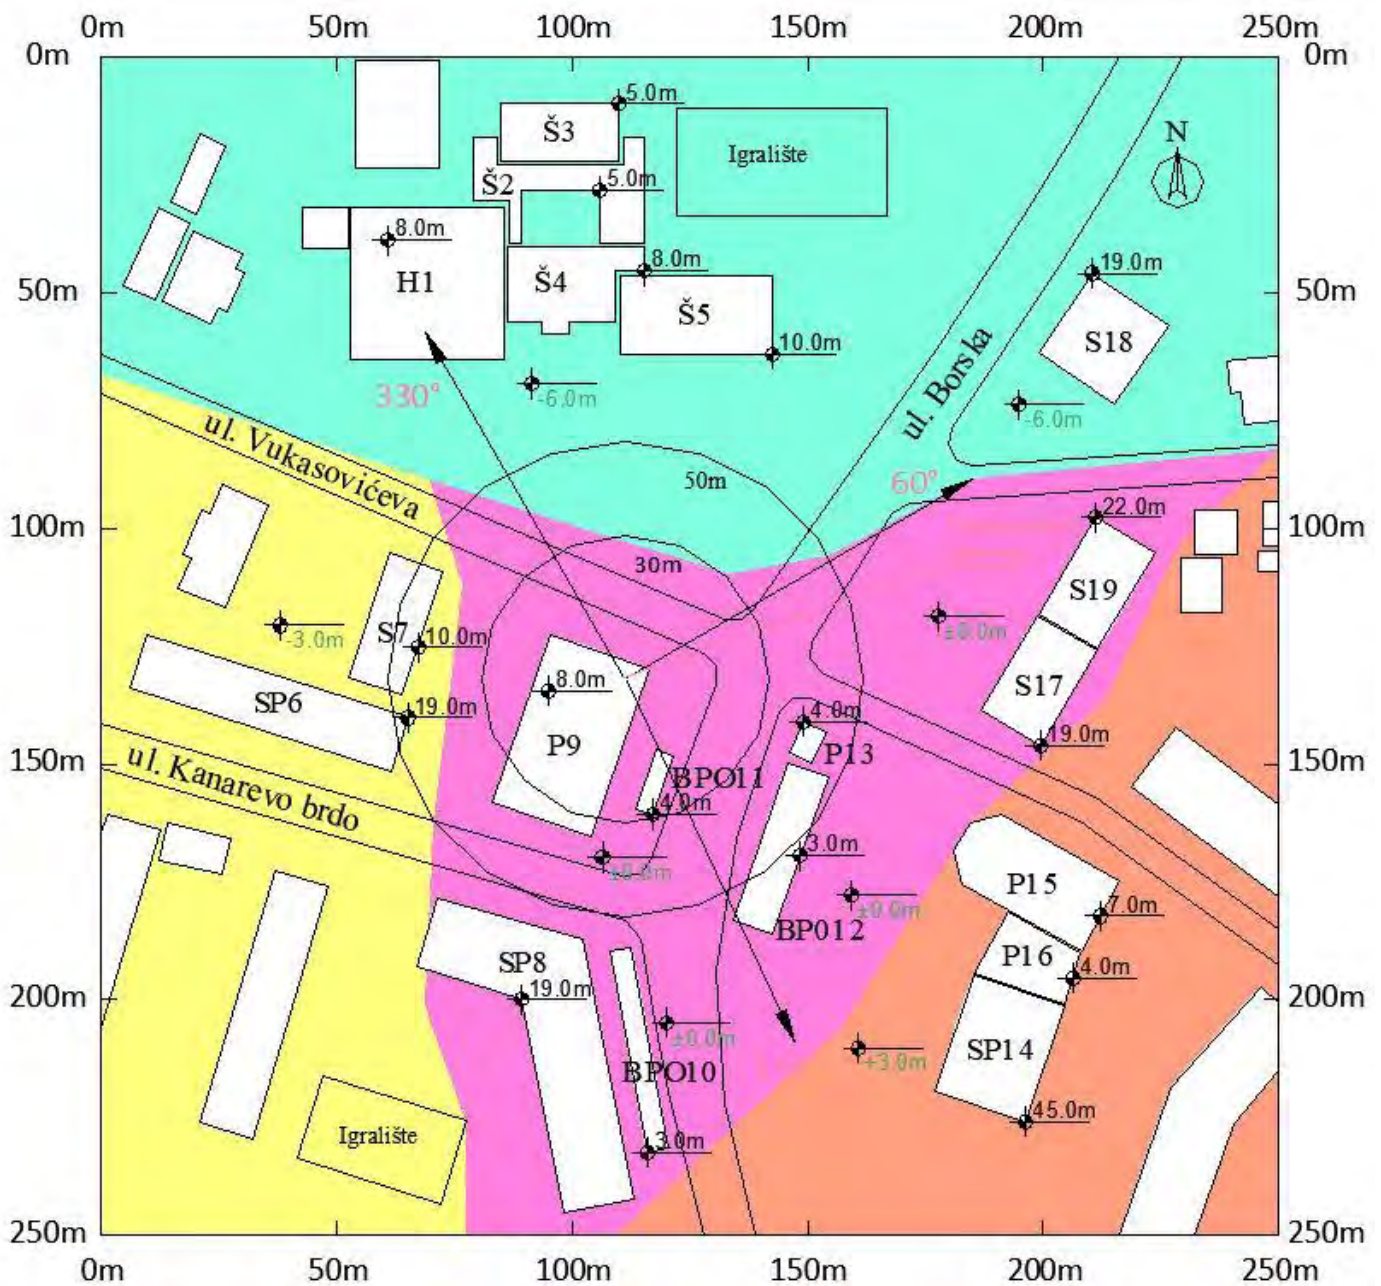 0m 50m 100m 150m 200m 250m
0m 0m
5.0m
Š3
N
Igralište
Š2
5.0m
8.0m
8.0m
19.0m
H1
Š4
50m 50m
Š5
S18
10.0m
ul. Borska
330°
-6.0m
-6.0m
ul. Vukasovićeva
50m
60°
22.0m
100m 100m
30m
S19
-3.0m
S7
10.0m
±0.0m
8.0m
S17
SP6
19.0m
4.0m
P9
19.0m
P13
150m 150m
ul. Kanarevo brdo
BPO11
4.0m
3.0m
±0.0m
P15
±0.0m
7.0m
BP012
P16
SP8
4.0m
200m 200m
19.0m
±0.0m
+3.0m
SP14
BPO10
45.0m
Igralište
3.0m
250m 250m
0m 50m 100m 150m 200m 250m